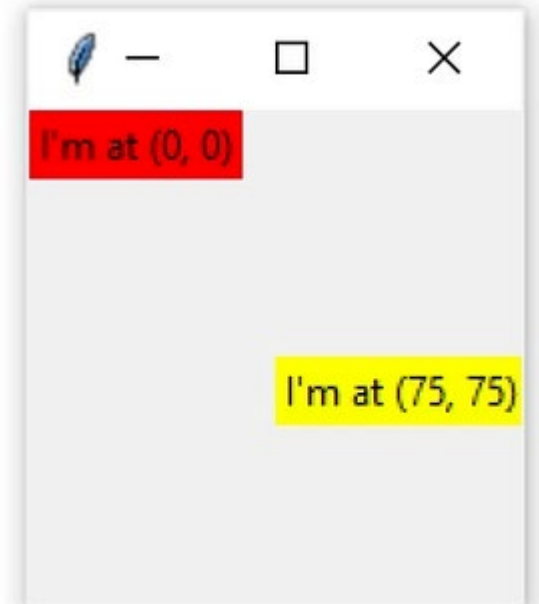 I'm at (0, 0)
I'm at (75, 75)